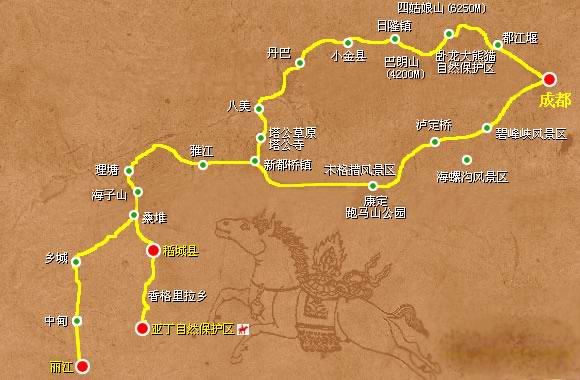 四姑娘山(6250M)
日隆镇
都江堰
丹巴
小金县
巴朗山
(4200M)
卧龙大熊猫
自然保护区
成都
八美
泸定桥
碧峰峡风景区
塔公草原
塔公寺
雅江
新都桥镇
木格措风景区
海螺沟风景区
理塘
海子山
康定
跑马山公园
桑堆
乡城
稻城县
香格里拉乡
中甸
亚丁自然保护区
丽江